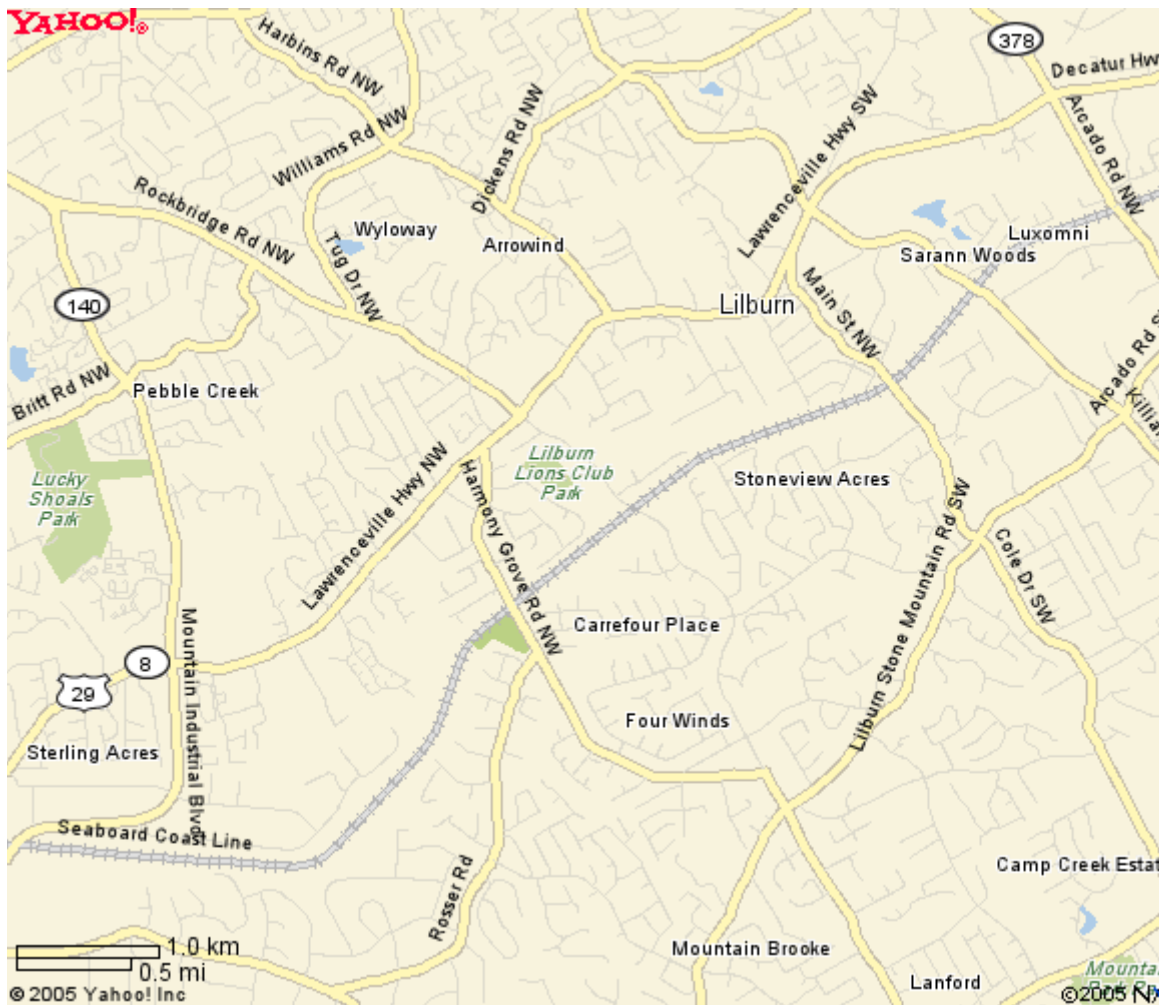 YAHOO!®
Harbins Rd NW
378
Decatur Hw
Williams Rd NW
Dickens Rd NW
Lawrenceville Hwy SW
Arcado Rd NW
Rockbridge Rd NW
Tug Dr NW
Wyloway
Arrowind
Luxomni
Sarann Woods
140
Lilburn
Main St NW
Arcado Rd S
Britt Rd NW
Pebble Creek
Killia
Lucky
Shoals
Park
Lawrenceville Hwy NW
Harmony Grove Rd NW
Lilburn
Lions Club
Park
Stoneview Acres
Lilburn Stone Mountain Rd SW
Cole Dr SW
Mountain Industrial Blvd
Carrefour Place
8
29
Four Winds
Sterling Acres
Seaboard Coast Line
Camp Creek Estat
Rosser Rd
1.0 km
0.5 mi
Mountain Brooke
Lanford
Mounta
© 2005 Yahoo! Inc
©2005 N